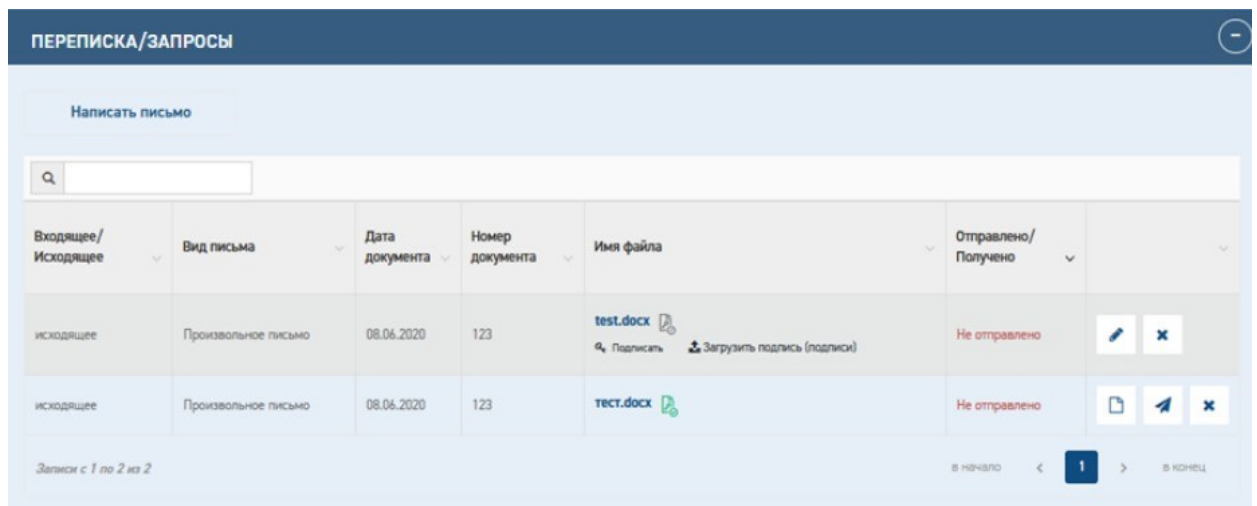 ПЕРЕПИСКА/ЗАПРОСЫ
Написать письмо
Входящее/
Исходящее
Вид письма
Дата
документа
Номер
документа
Имя файла
Отправлено/
Получено
исходящее
Произвольное письмо
08.06.2020
123
test.docx
Подписать
Загрузить подпись (подписи)
Не отправлено
исходящее
Произвольное письмо
08.06.2020
123
тест.docx
Не отправлено
Записи с 1 по 2 из 2
в начало
1
в конец